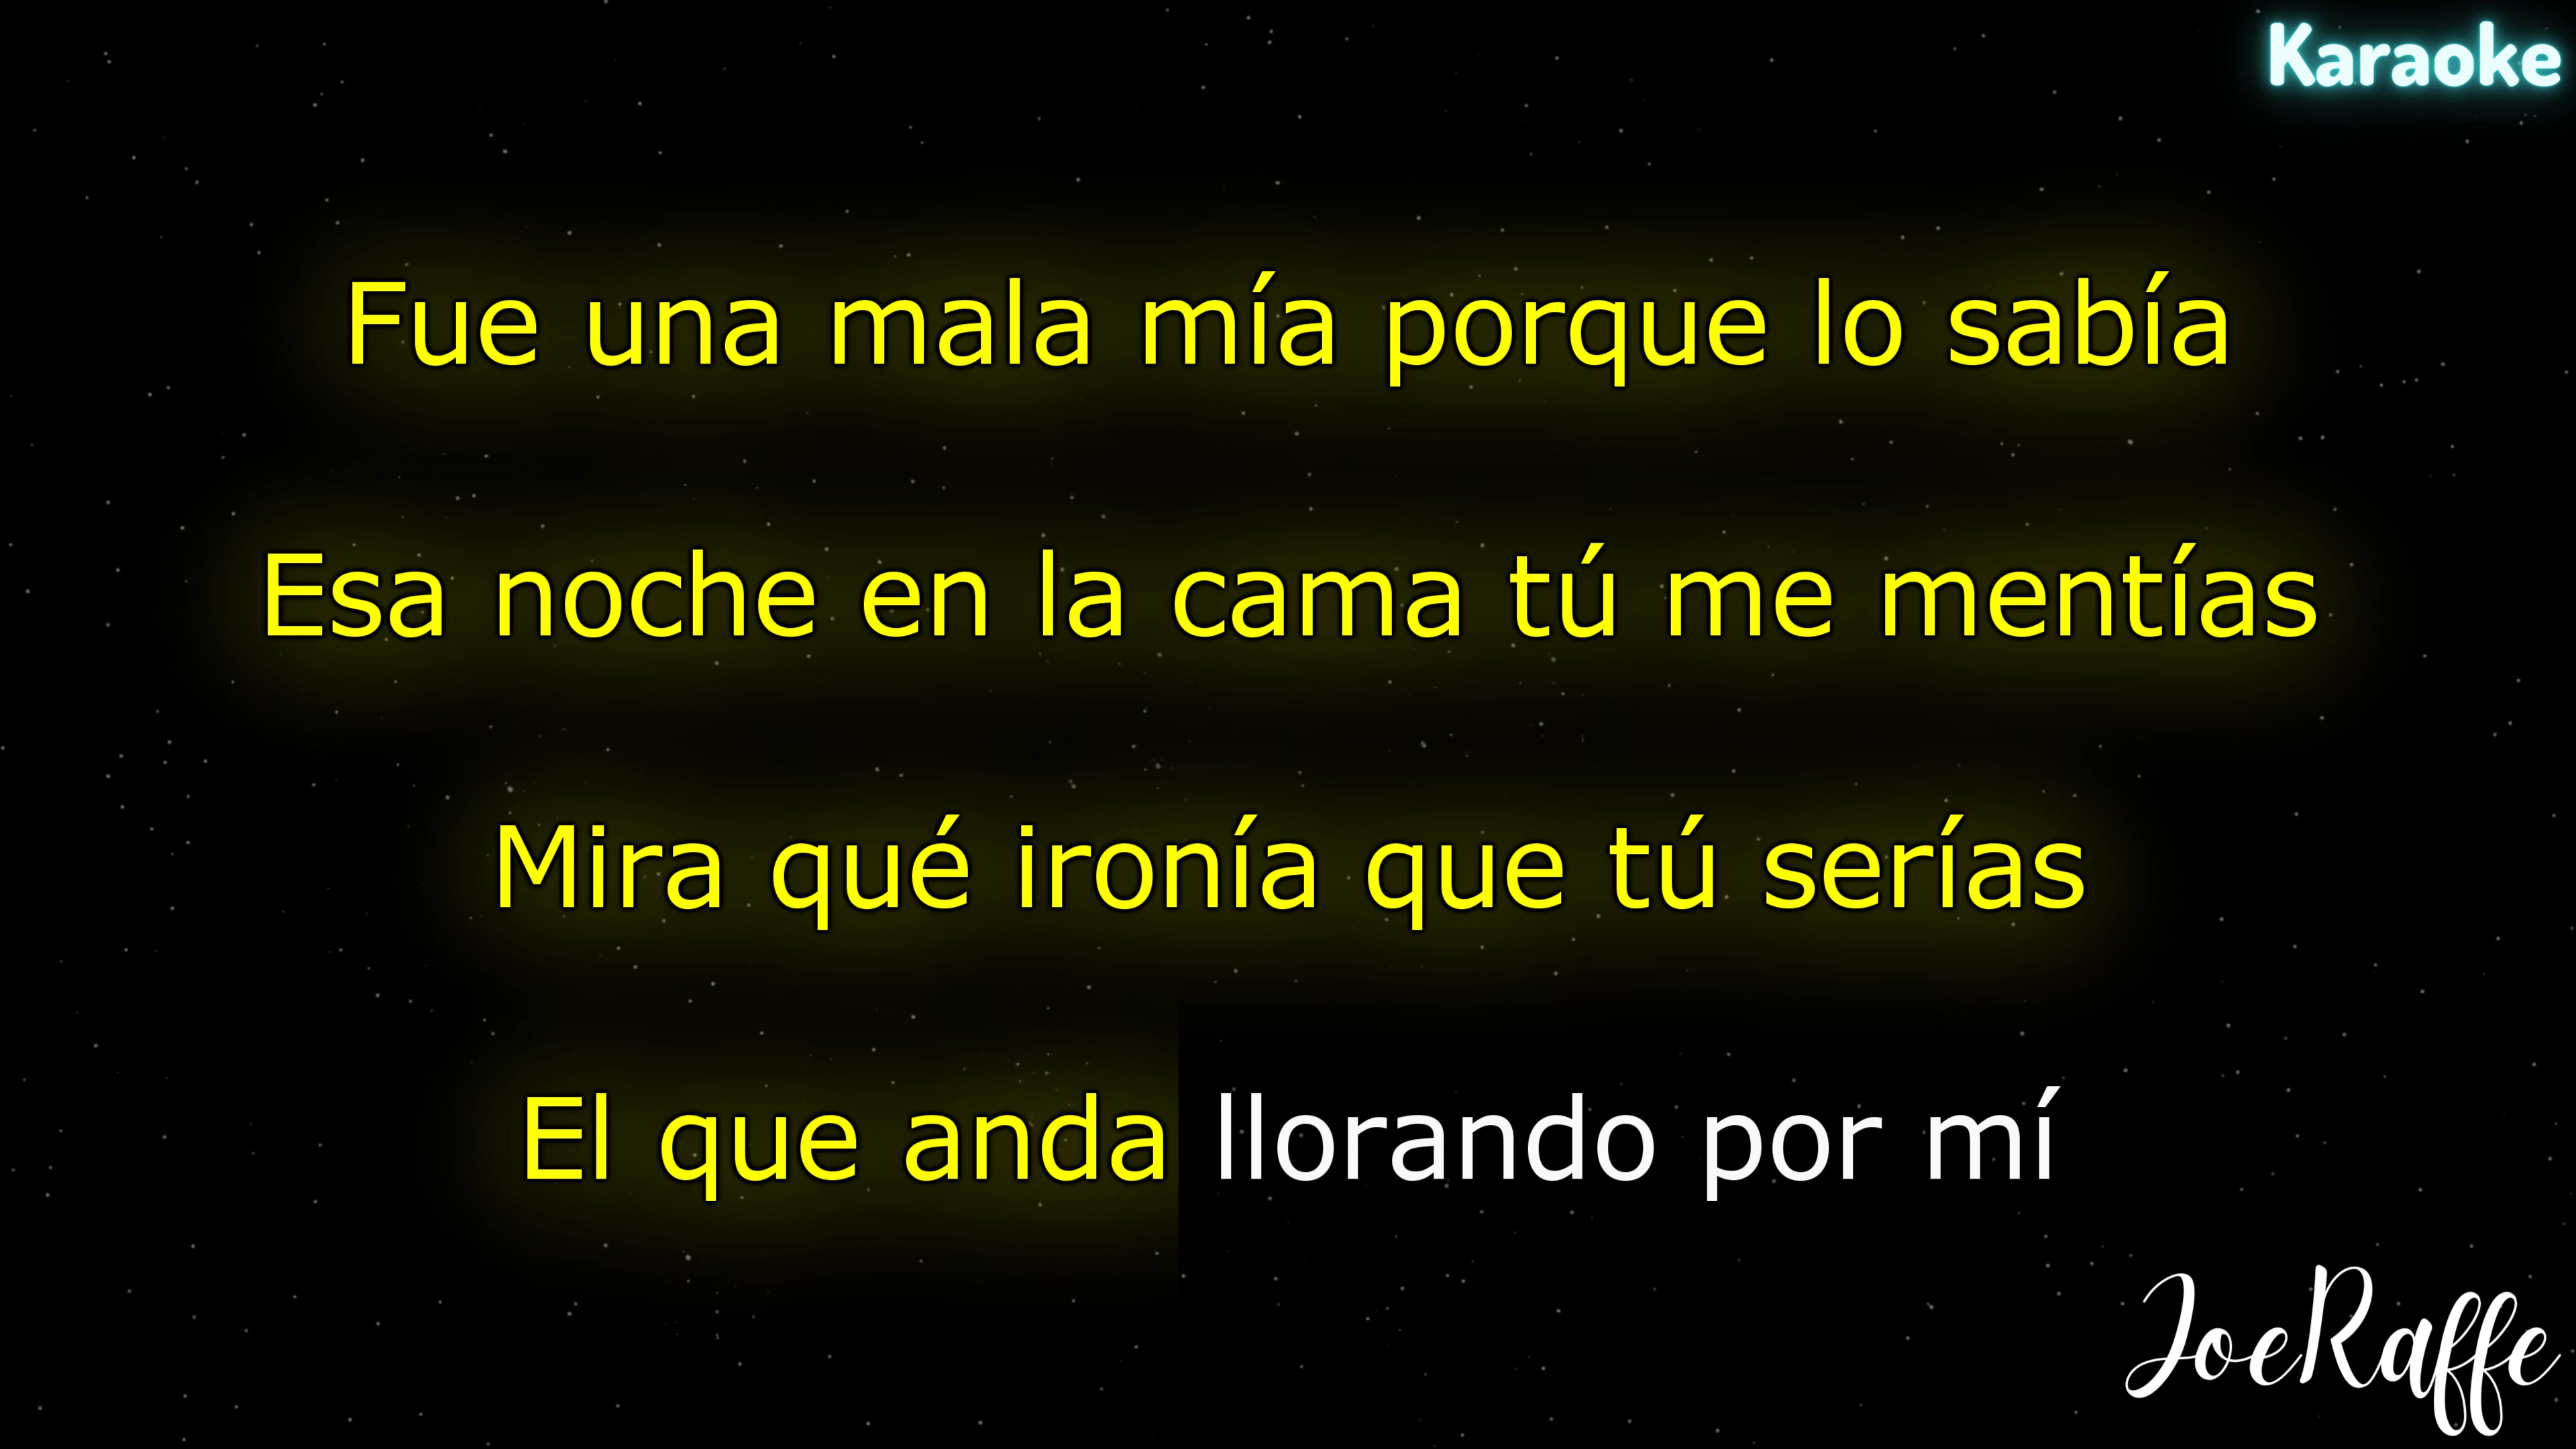 Karaoke
Fue una mala mía porque lo sabía
Esa noche en la cama tú me mentías
Mira qué ironía que tú serías
El que anda llorando por mí
JoeRaffe